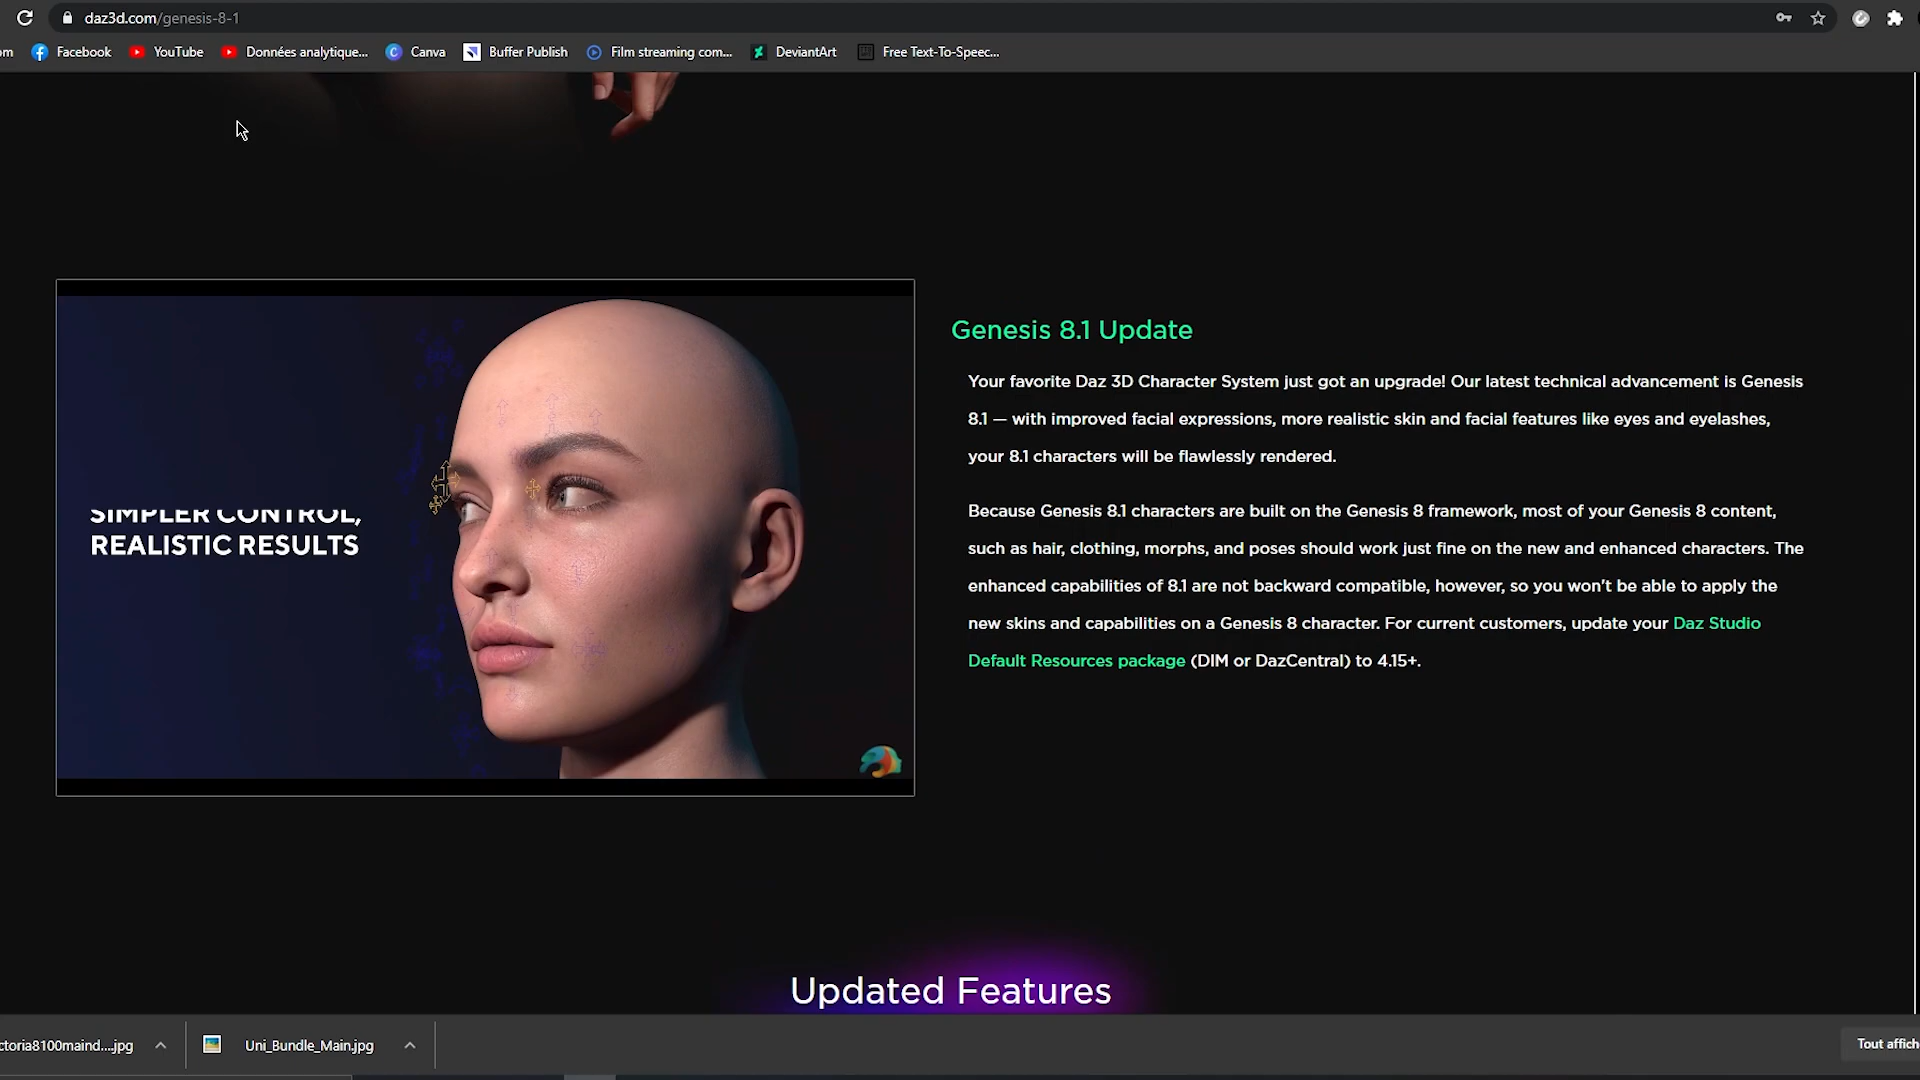 daz3d.com/genesis-8-1
om Facebook YouTube Données analytique... Canva Buffer Publish Film streaming com... DeviantArt Free Text-To-Speec...
SIMPLER CONTROL,
REALISTIC RESULTS
Genesis 8.1 Update
Your favorite Daz 3D Character System just got an upgrade! Our latest technical advancement is Genesis
8.1 — with improved facial expressions, more realistic skin and facial features like eyes and eyelashes,
your 8.1 characters will be flawlessly rendered.
Because Genesis 8.1 characters are built on the Genesis 8 framework, most of your Genesis 8 content,
such as hair, clothing, morphs, and poses should work just fine on the new and enhanced characters. The
enhanced capabilities of 8.1 are not backward compatible, however, so you won't be able to apply the
new skins and capabilities on a Genesis 8 character. For current customers, update your Daz Studio
Default Resources package (DIM or DazCentral) to 4.15+.
Updated Features
ctoria8100maind....jpg Uni_Bundle_Main.jpg Tout affich